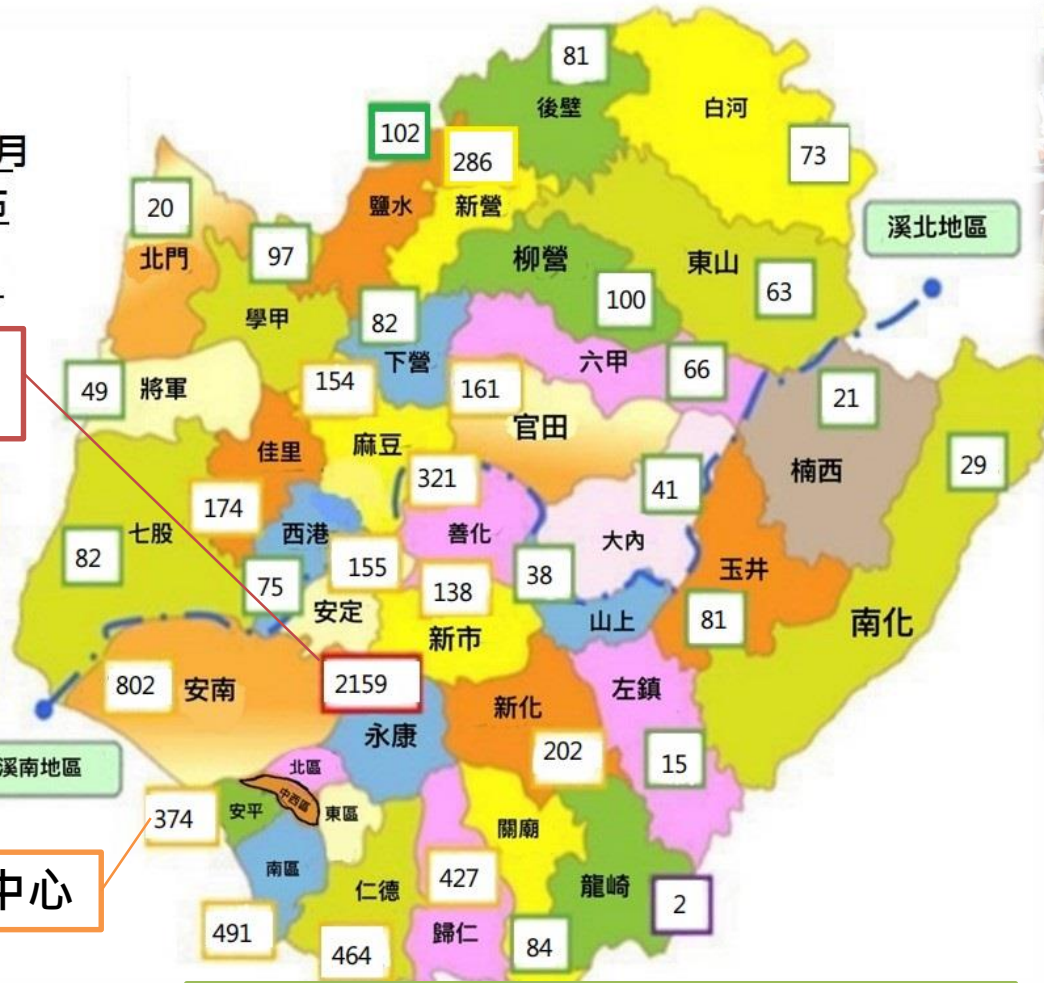 81
後壁
白河
102
月
286
73
新營
鹽水
20
溪北地區
北門
97
柳營
東山
63
100
學甲
82
下營
六甲
66
154
161
49
將軍
21
官田
麻豆
佳里
321
41
29
楠西
174
七股
西港
善化
大內
82
155
38
玉井
75
138
安定
81
山上
南化
新市
2159
802
安南
左鎮
新化
永康
202
15
溪南地區
北區
中西區
安平
東區
374
關廟
南區
427
龍崎
中心
仁德
2
491
歸仁
464
84